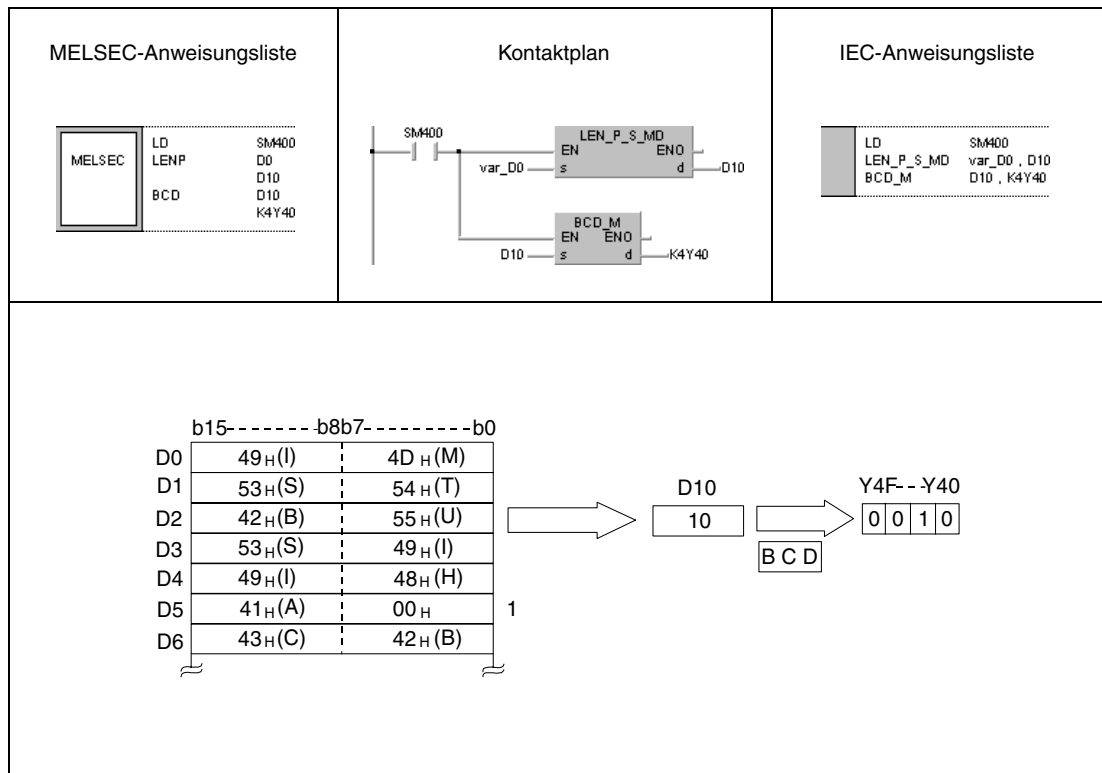 MELSEC-Anweisungsliste
MELSEC
LD SM400
LENP D0
D10
BCD D10
K4Y40
Kontaktplan
SM400
LEN_P_S_MD
EN ENO
var_D0 s d D10
BCD_M
EN ENO
D10 s d K4Y40
IEC-Anweisungsliste
LD SM400
LEN_P_S_MD var_D0 , D10
BCD_M D10 , K4Y40
b15--------b8b7----------b0
D0 49H(I) 4DH(M)
D1 53H(S) 54H(T)
D2 42H(B) 55H(U)
D3 53H(S) 49H(I)
D4 49H(I) 48H(H)
D5 41H(A) 00H 1
D6 43H(C) 42H(B)
D10
10
BCD
Y4F---Y40
0 0 1 0